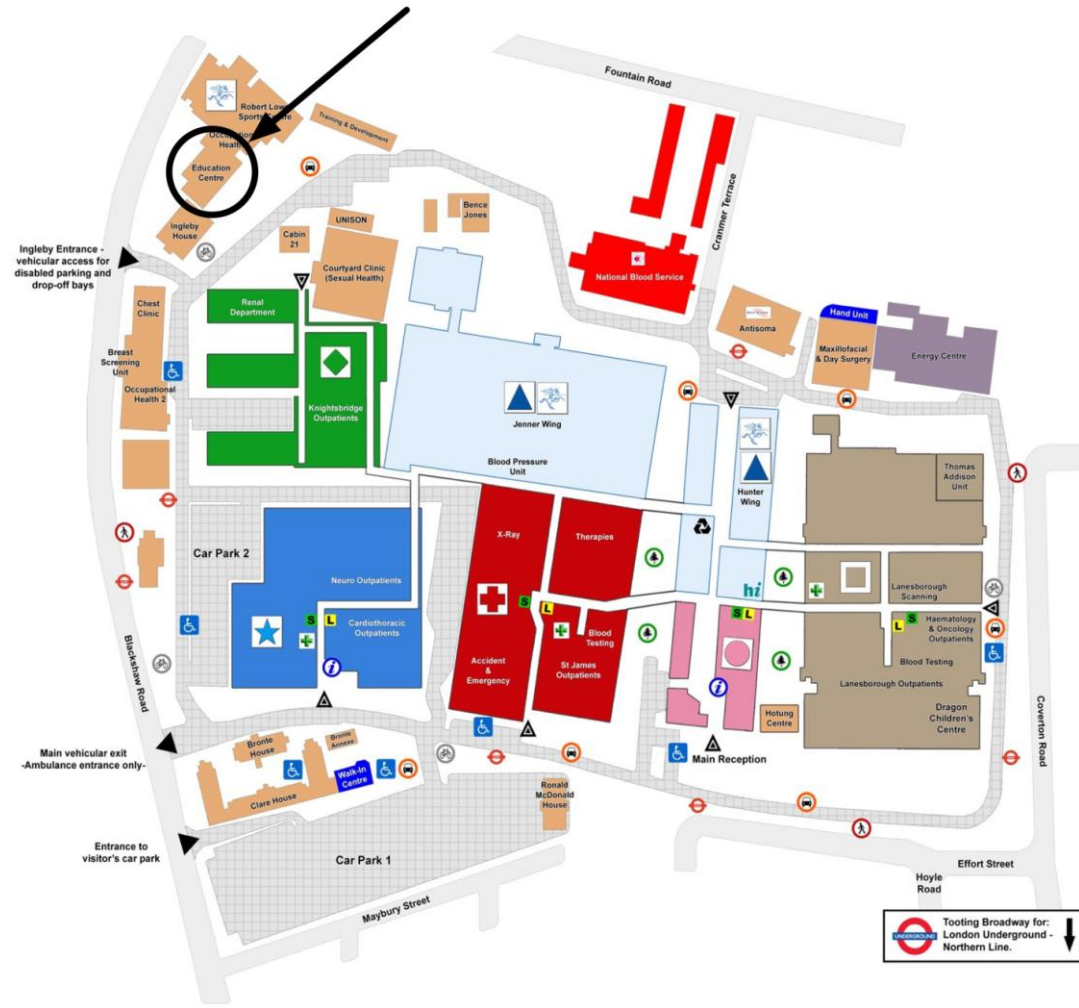 Fountain Road
Robert Lowe
Sports Centre
Occupational
Health
Training & Development
Education
Centre
Ingleby
House
Cranmer Terrace
UNISON
Bence
Jones
Cabin
21
Courtyard Clinic
(Sexual Health)
National Blood Service
Ingleby Entrance -
vehicular access for
disabled parking and
drop-off bays
Renal
Department
Chest
Clinic
Breast
Screening
Unit
Occupational
Health 2
Antisoma
Hand Unit
Maxillofacial
& Day Surgery
Energy Centre
Knightsbridge
Outpatients
Jenner Wing
Blood Pressure
Unit
Hunter
Wing
Thomas
Addison
Unit
X-Ray
Therapies
Car Park 2
Neuro Outpatients
hi
Lanesborough
Scanning
S
L
Cardiothoracic
Outpatients
S
L
S
L
L
S
Haematology
& Oncology
Outpatients
Blood
Testing
Blood Testing
i
Accident
&
Emergency
St James
Outpatients
i
Lanesborough Outpatients
Hotung
Centre
Dragon
Children's
Centre
Blackshaw Road
Coverton Road
Main vehicular exit
-Ambulance entrance only-
Bronte
House
Bronte
Annexe
Walk-In
Centre
Clare House
Main Reception
Ronald
McDonald
House
Entrance to
visitor's car park
Car Park 1
Maybury Street
Effort Street
Hoyle
Road
UNDERGROUND
Tooting Broadway for:
London Underground -
Northern Line.